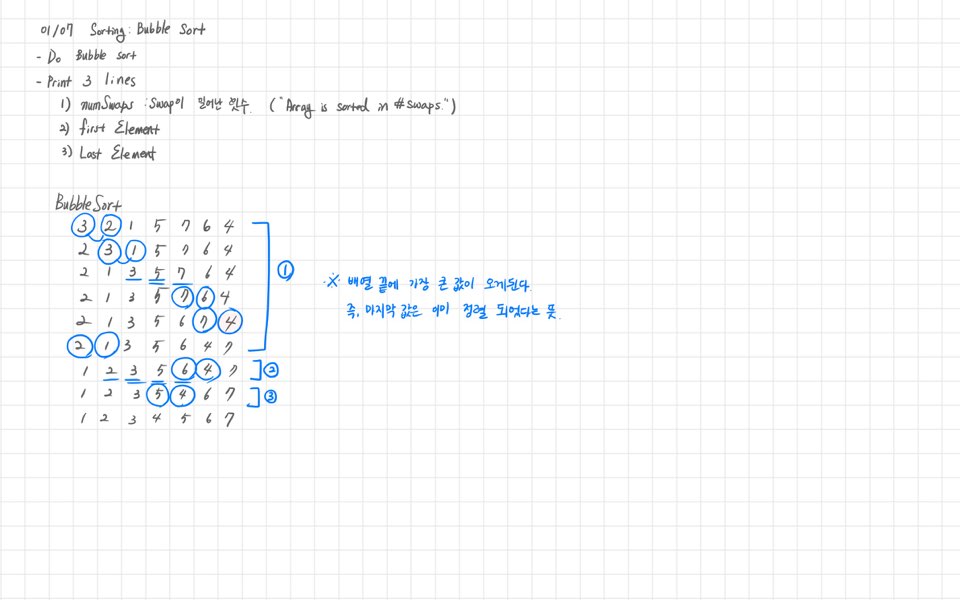 01/07 Sorting: Bubble Sort
- Do Bubble sort
- Print 3 lines
1) numSwaps : Swap이 일어난 횟수. ("Array is sorted in # swaps.")
2) first Element
3) Last Element
Bubble Sort
3 2 1 5 7 6 4
2 3 1 5 7 6 4
2 1 3 5 7 6 4 ①
2 1 3 5 7 6 4
2 1 3 5 6 7 4
2 1 3 5 6 4 7
1 2 3 5 6 4 7 ②
1 2 3 5 4 6 7 ③
1 2 3 4 5 6 7
※ 배열 끝에 가장 큰 값이 오게된다.
즉, 마지막 값은 이미 정렬 되었다는 뜻.